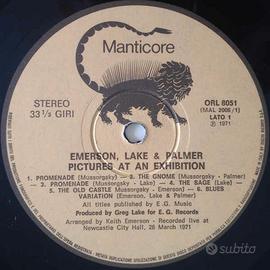 Manticore
STEREO
33 1/3 GIRI
ORL 8051
(MAL 2006/1)
LATO 1
℗ 1971
EMERSON, LAKE & PALMER
PICTURES AT AN EXHIBITION
1. PROMENADE (Mussorgsky) - 2. THE GNOME (Mussorgsky - Palmer)
- 3. PROMENADE (Mussorgsky - Lake) - 4. THE SAGE (Lake) -
5. THE OLD CASTLE (Mussorgsky - Emerson) - 6. BLUES
VARIATION (Emerson, Lake & Palmer)
All titles published by E.G. Music
Produced by Greg Lake for E. G. Records
Arranged by Keith Emerson - Recorded live at
Newcastle City Hall, 26 March 1971
subito